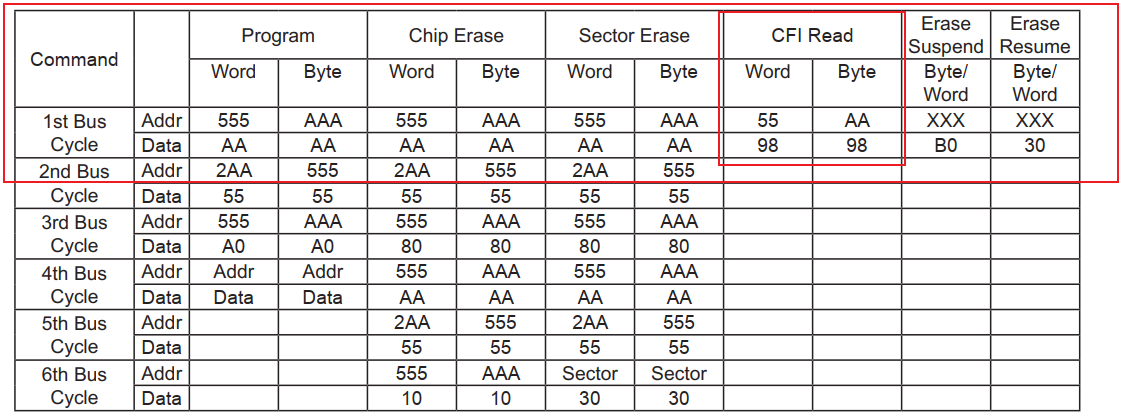 Command Program Chip Erase Sector Erase CFI Read Erase Suspend Erase Resume
Word Byte Word Byte Word Byte Word Byte Byte/ Word Byte/ Word
1st Bus Cycle Addr 555 AAA 555 AAA 555 AAA 55 AA XXX XXX
Data AA AA AA AA AA AA 98 98 B0 30
2nd Bus Cycle Addr 2AA 555 2AA 555 2AA 555
Data 55 55 55 55 55 55
3rd Bus Cycle Addr 555 AAA 555 AAA 555 AAA
Data A0 A0 80 80 80 80
4th Bus Cycle Addr Addr Addr 555 AAA 555 AAA
Data Data Data AA AA AA AA
5th Bus Cycle Addr 2AA 555 2AA 555
Data 55 55 55 55
6th Bus Cycle Addr 555 AAA Sector Sector
Data 10 10 30 30